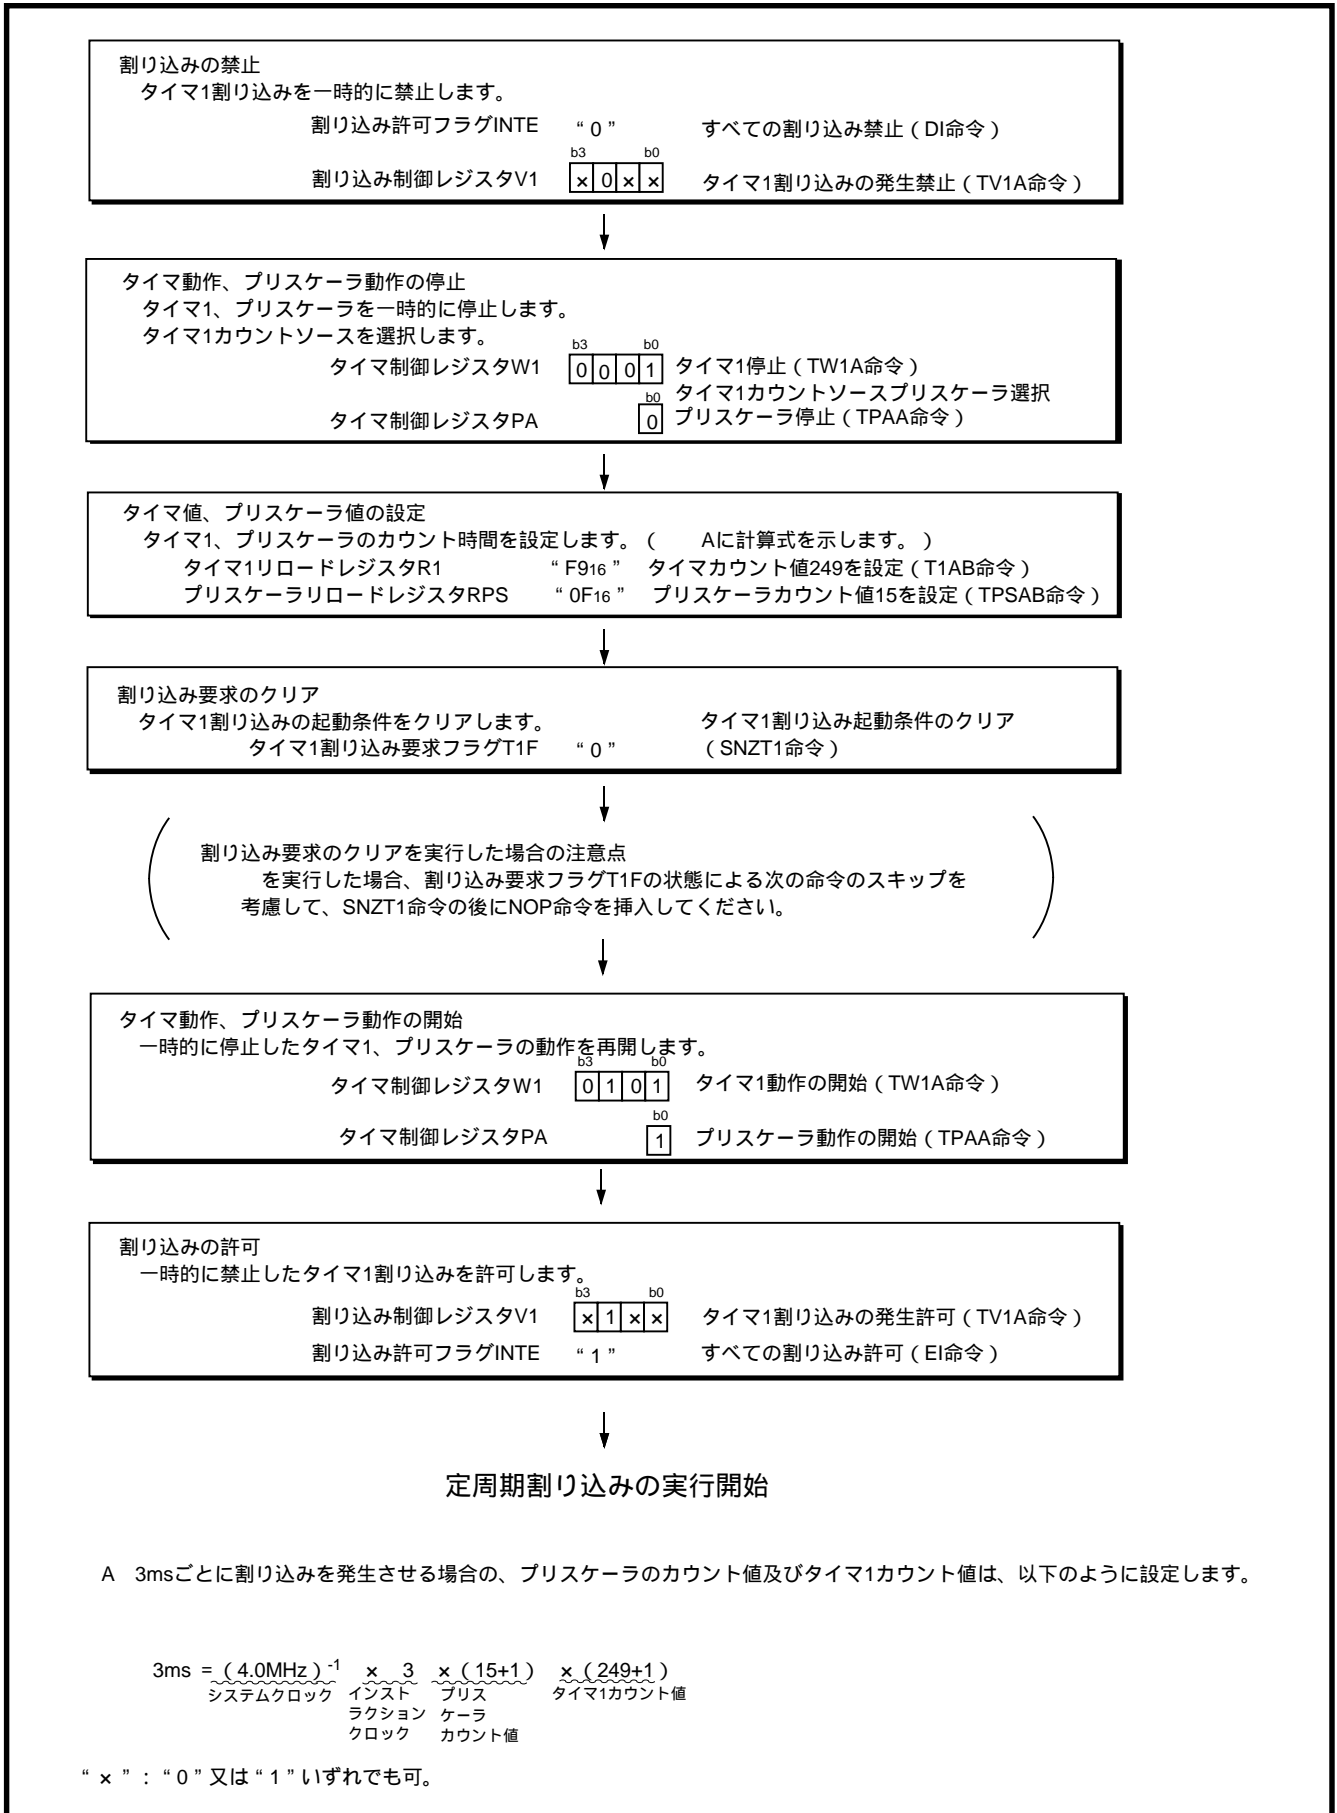 割り込みの禁止
タイマ1割り込みを一時的に禁止します。
割り込み許可フラグINTE “ 0 ” すべての割り込み禁止（DI命令）
b3 b0
割り込み制御レジスタV1 × 0 × × タイマ1割り込みの発生禁止（TV1A命令）
タイマ動作、プリスケーラ動作の停止
タイマ1、プリスケーラを一時的に停止します。
タイマ1カウントソースを選択します。
b3 b0
タイマ制御レジスタW1 0 0 0 1 タイマ1停止（TW1A命令）
タイマ1カウントソースプリスケーラ選択
b0
タイマ制御レジスタPA 0 プリスケーラ停止（TPAA命令）
タイマ値、プリスケーラ値の設定
タイマ1、プリスケーラのカウント時間を設定します。（ Aに計算式を示します。）
タイマ1リロードレジスタR1 “ F916 ” タイマカウント値249を設定（T1AB命令）
プリスケーラリロードレジスタRPS “ 0F16 ” プリスケーラカウント値15を設定（TPSAB命令）
割り込み要求のクリア
タイマ1割り込みの起動条件をクリアします。 タイマ1割り込み起動条件のクリア
タイマ1割り込み要求フラグT1F “ 0 ” （SNZT1命令）
割り込み要求のクリアを実行した場合の注意点
を実行した場合、割り込み要求フラグT1Fの状態による次の命令のスキップを
考慮して、SNZT1命令の後にNOP命令を挿入してください。
タイマ動作、プリスケーラ動作の開始
一時的に停止したタイマ1、プリスケーラの動作を再開します。
b3 b0
タイマ制御レジスタW1 0 1 0 1 タイマ1動作の開始（TW1A命令）
b0
タイマ制御レジスタPA 1 プリスケーラ動作の開始（TPAA命令）
割り込みの許可
一時的に禁止したタイマ1割り込みを許可します。
b3 b0
割り込み制御レジスタV1 × 1 × × タイマ1割り込みの発生許可（TV1A命令）
割り込み許可フラグINTE “ 1 ” すべての割り込み許可（EI命令）
定周期割り込みの実行開始
A 3msごとに割り込みを発生させる場合の、プリスケーラのカウント値及びタイマ1カウント値は、以下のように設定します。
3ms = （4.0MHz）-1 × 3 ×（15+1） ×（249+1）
システムクロック インスト プリス タイマ1カウント値
ラクション ケーラ
クロック カウント値
“ × ”：“ 0 ”又は“ 1 ”いずれでも可。